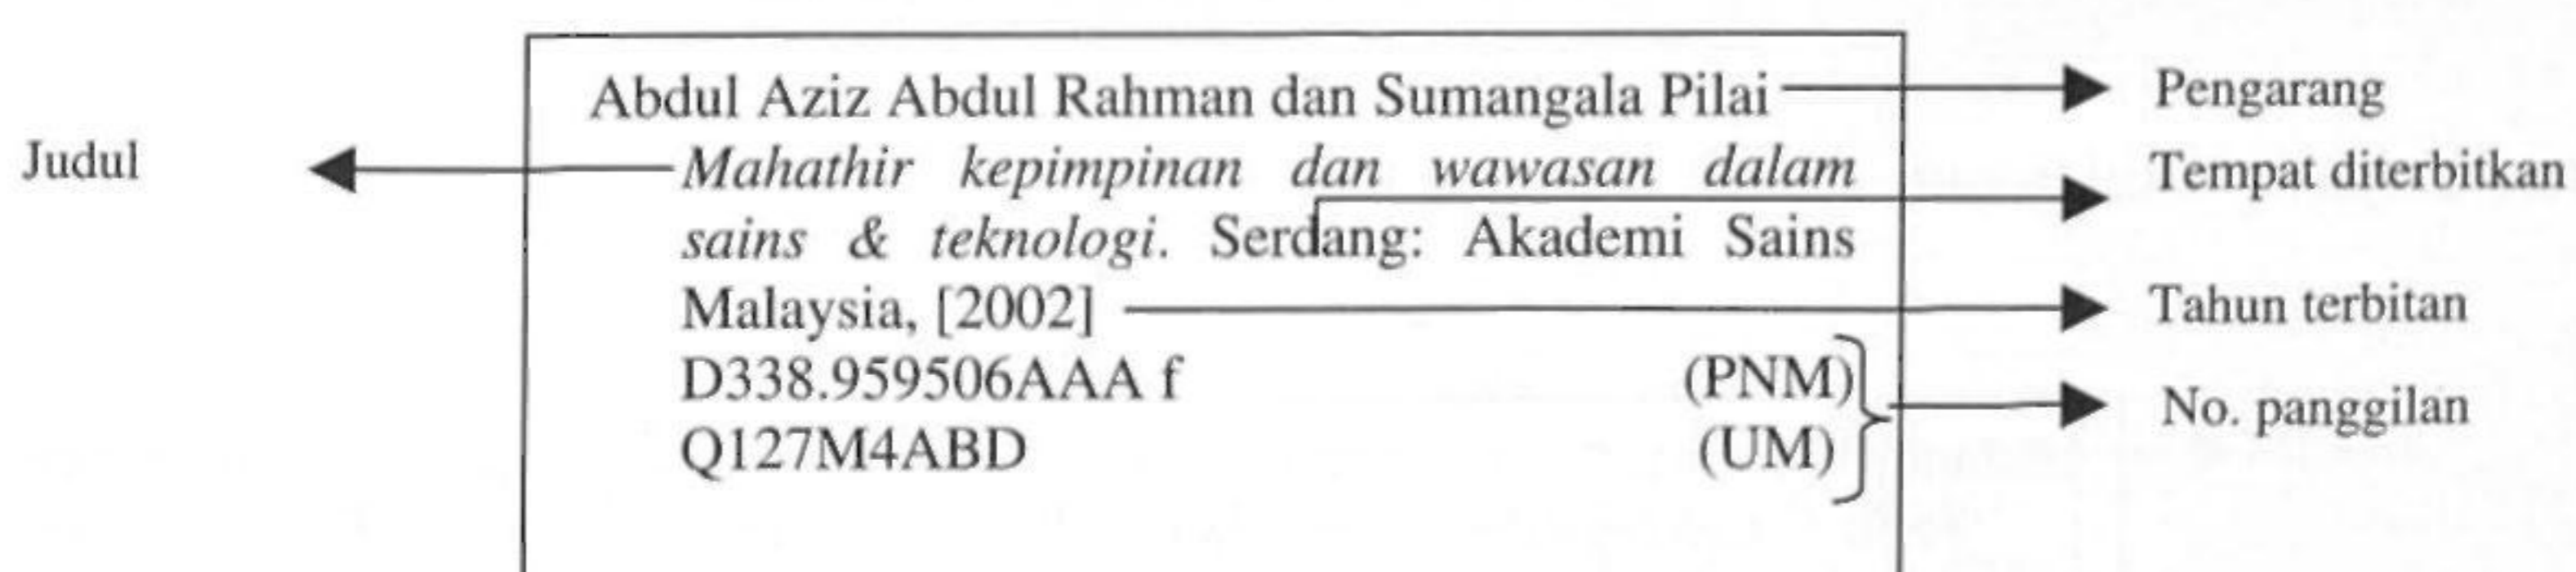 Abdul Aziz Abdul Rahman dan Sumangala Pilai
Pengarang
Judul
Mahathir kepimpinan dan wawasan dalam
Tempat diterbitkan
sains & teknologi. Serdang: Akademi Sains
Malaysia, [2002]
Tahun terbitan
D338.959506AAA f (PNM)
No. panggilan
Q127M4ABD (UM)